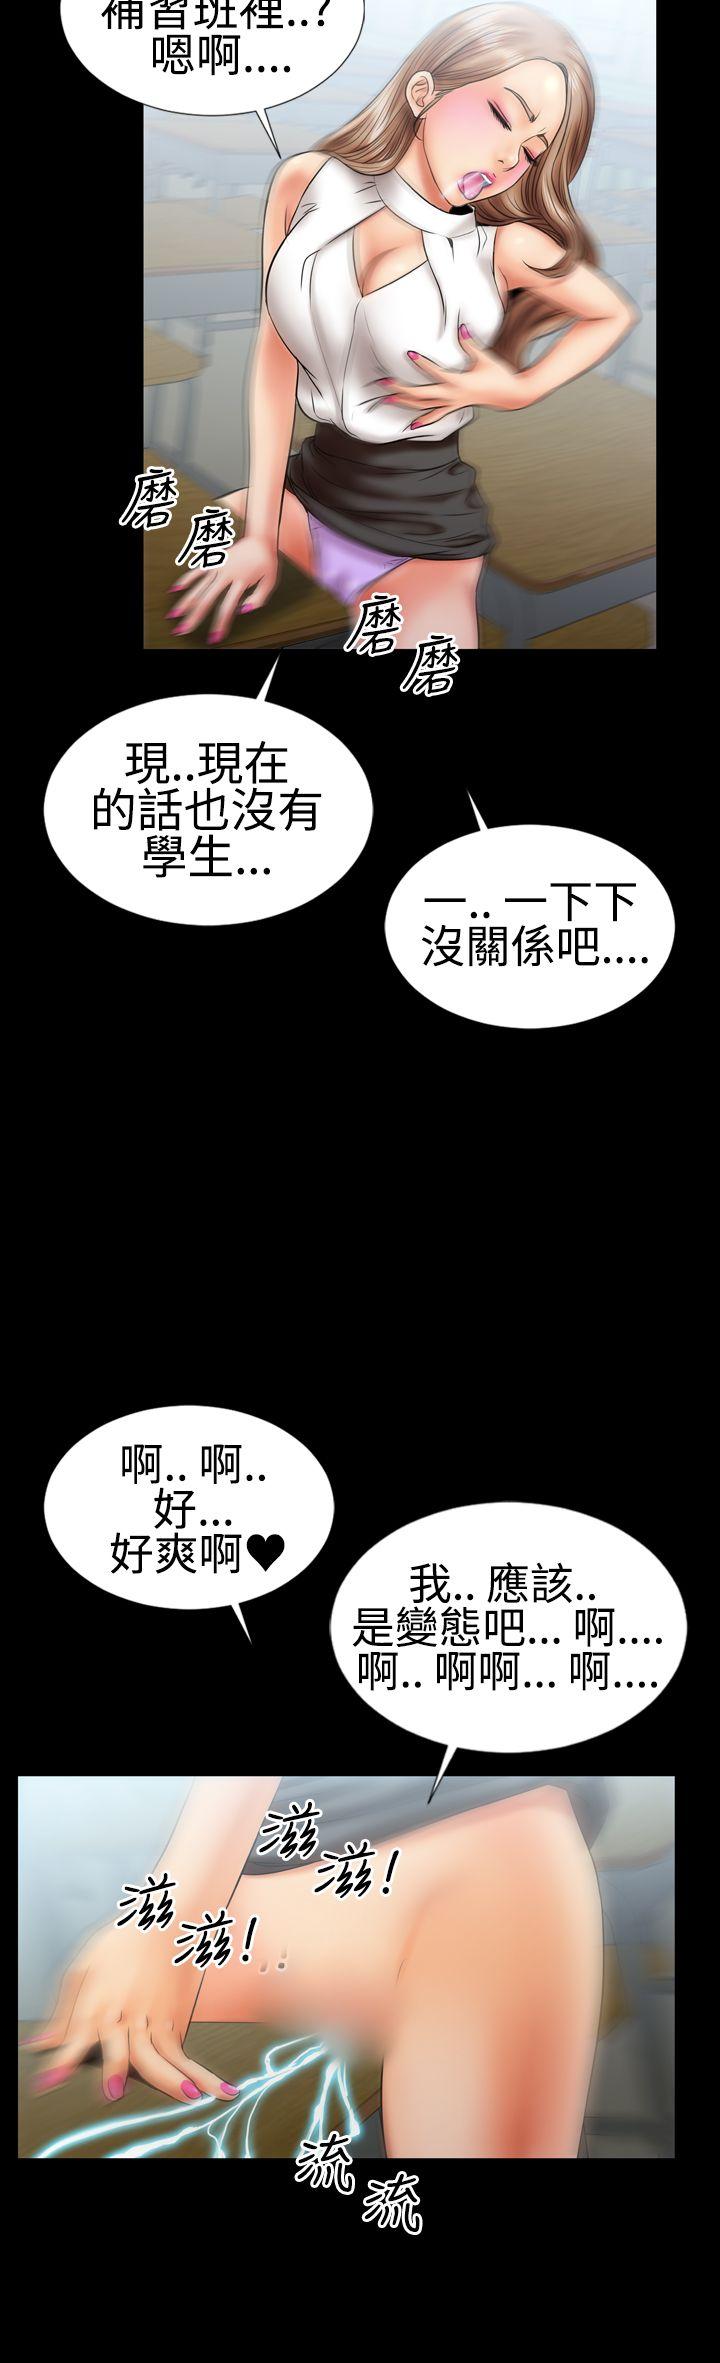 補習班裡..?
嗯啊....
磨
磨
磨
磨
現..現在
的話也沒有
學生...
一.. 一下下
沒關係吧....
啊.. 啊..
好...
好爽啊♥
我.. 應該..
是變態吧... 啊....
啊.. 啊啊... 啊....
滋
滋!
滋
滋!
流
流